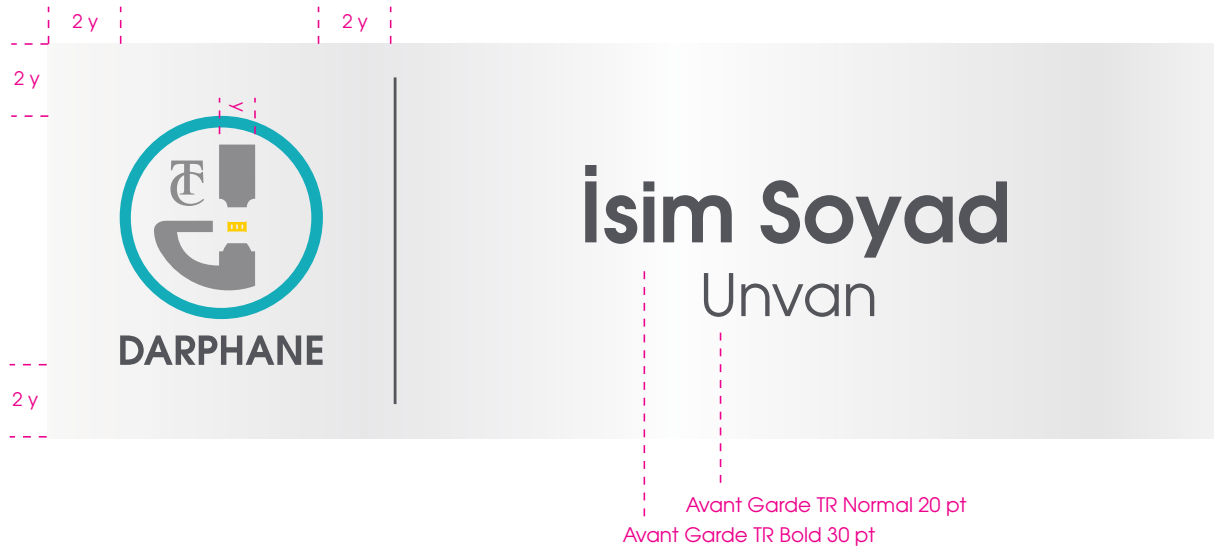 2 y
2 y
2 y
y
TC
DARPHANE
İsim Soyad
Unvan
2 y
Avant Garde TR Normal 20 pt
Avant Garde TR Bold 30 pt